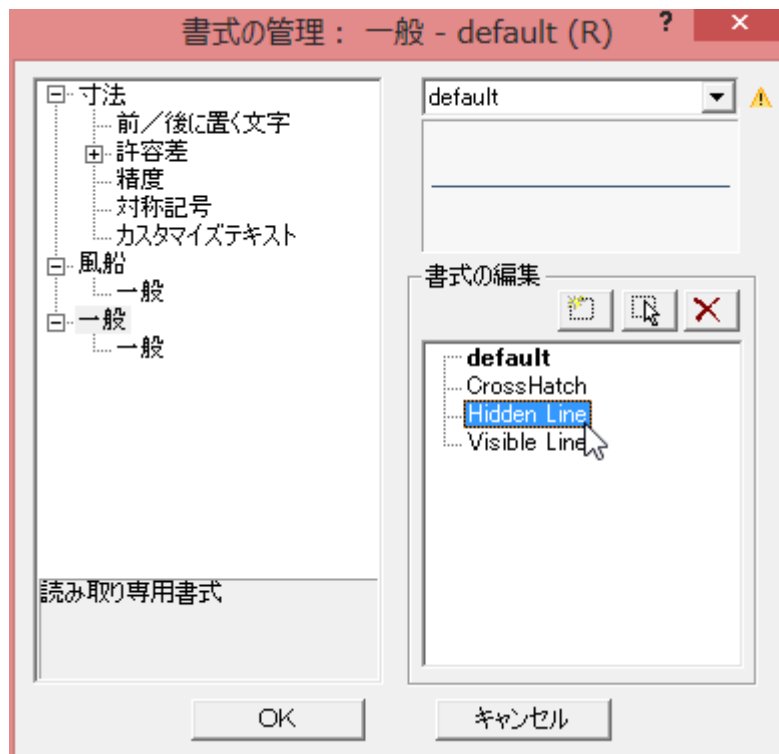 書式の管理： 一般 - default (R)
?
×
寸法
前／後に置く文字
許容差
精度
対称記号
カスタマイズテキスト
風船
一般
一般
一般
読み取り専用書式
default
書式の編集
default
CrossHatch
Hidden Line
Visible Line
OK
キャンセル